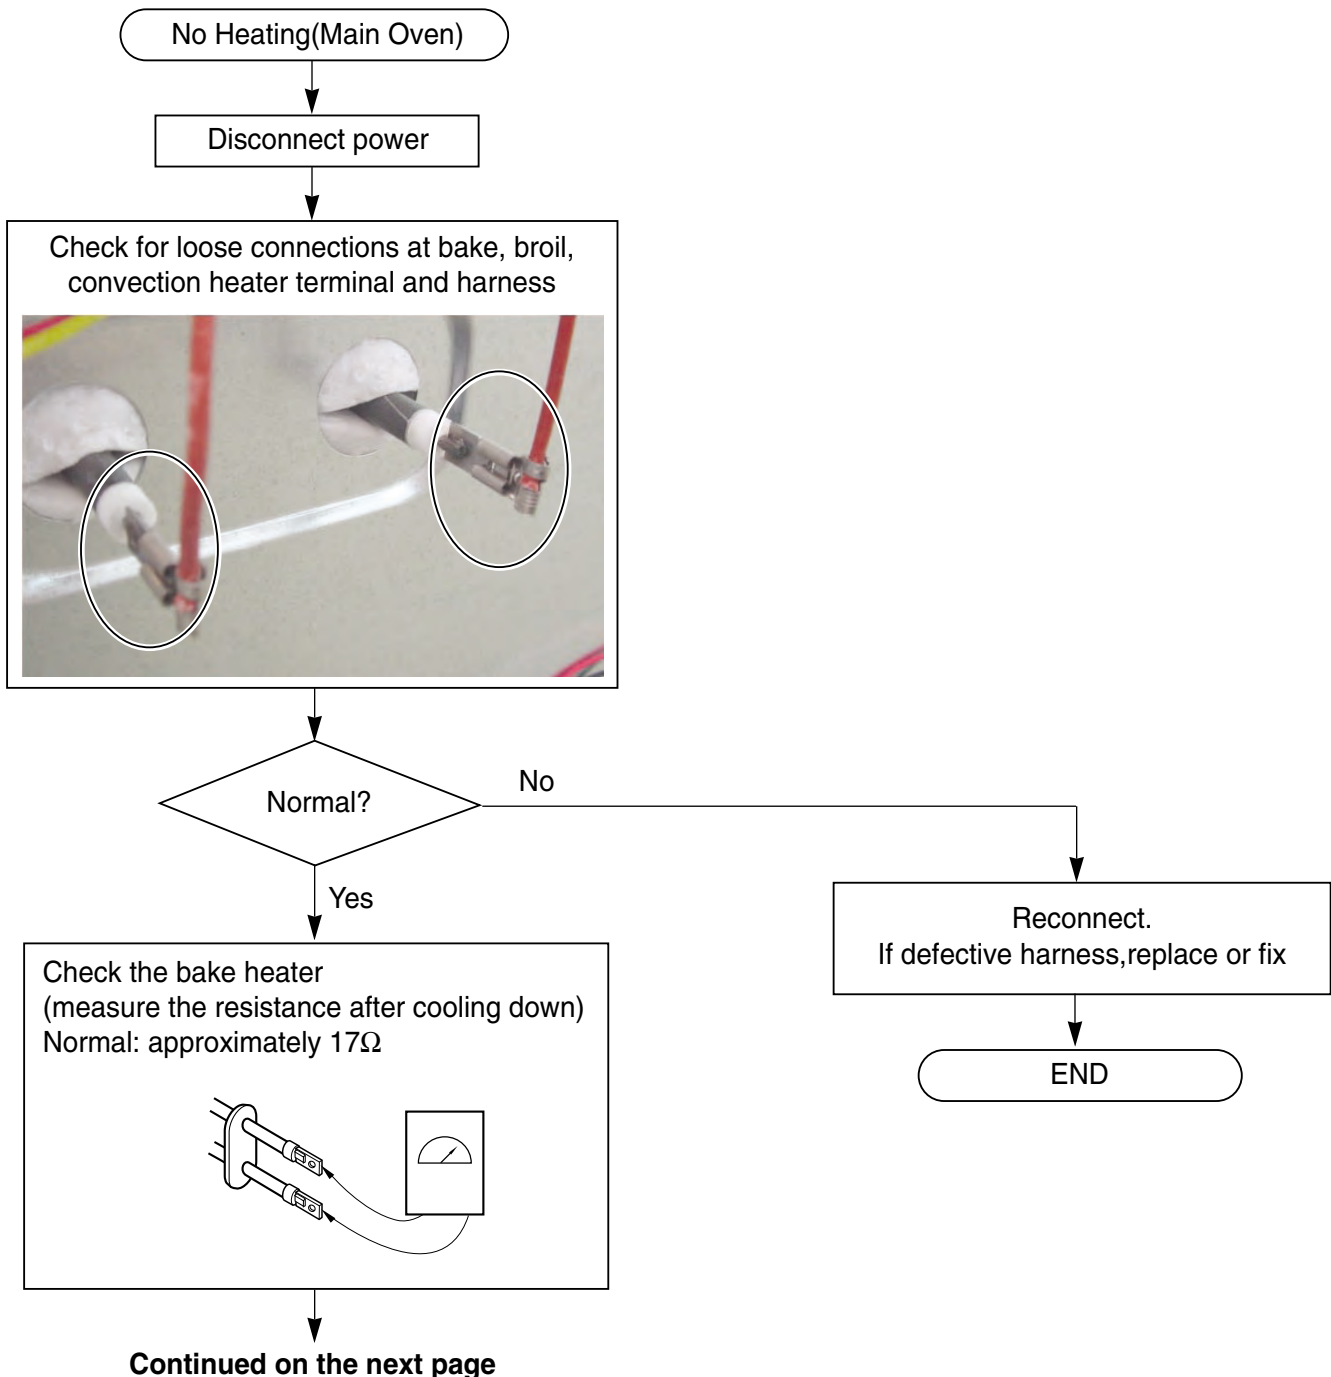 No Heating(Main Oven)
Disconnect power
Check for loose connections at bake, broil,
convection heater terminal and harness
Normal?
No
Yes
Reconnect.
If defective harness,replace or fix
END
Check the bake heater
(measure the resistance after cooling down)
Normal: approximately 17Ω
Continued on the next page